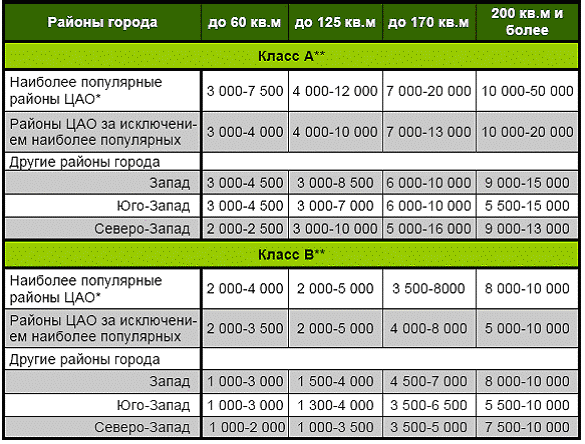 Районы города до 60 кв.м до 125 кв.м до 170 кв.м 200 кв.м и
более
Класс А**
Наиболее популярные
районы ЦАО* 3 000-7 500 4 000-12 000 7 000-20 000 10 000-50 000
Районы ЦАО за исключени-
ем наиболее популярных 3 000-4 000 4 000-10 000 7 000-13 000 10 000-20 000
Другие районы города
Запад 3 000-4 500 3 000-8 500 6 000-10 000 9 000-15 000
Юго-Запад 3 000-4 500 3 000-7 000 6 000-10 000 5 500-15 000
Северо-Запад 2 000-2 500 3 000-10 000 5 000-16 000 9 000-13 000
Класс В**
Наиболее популярные
районы ЦАО* 2 000-4 000 2 000-5 000 3 500-8000 8 000-10 000
Районы ЦАО за исключени-
ем наиболее популярных 2 000-3 500 2 000-5 000 4 000-8 000 5 000-10 000
Другие районы города
Запад 1 000-3 000 1 500-4 000 4 500-7 000 8 000-10 000
Юго-Запад 1 000-3 000 1 300-4 000 3 500-6 500 5 500-10 000
Северо-Запад 1 000-2 000 1 000-3 500 3 500-5 000 7 500-10 000